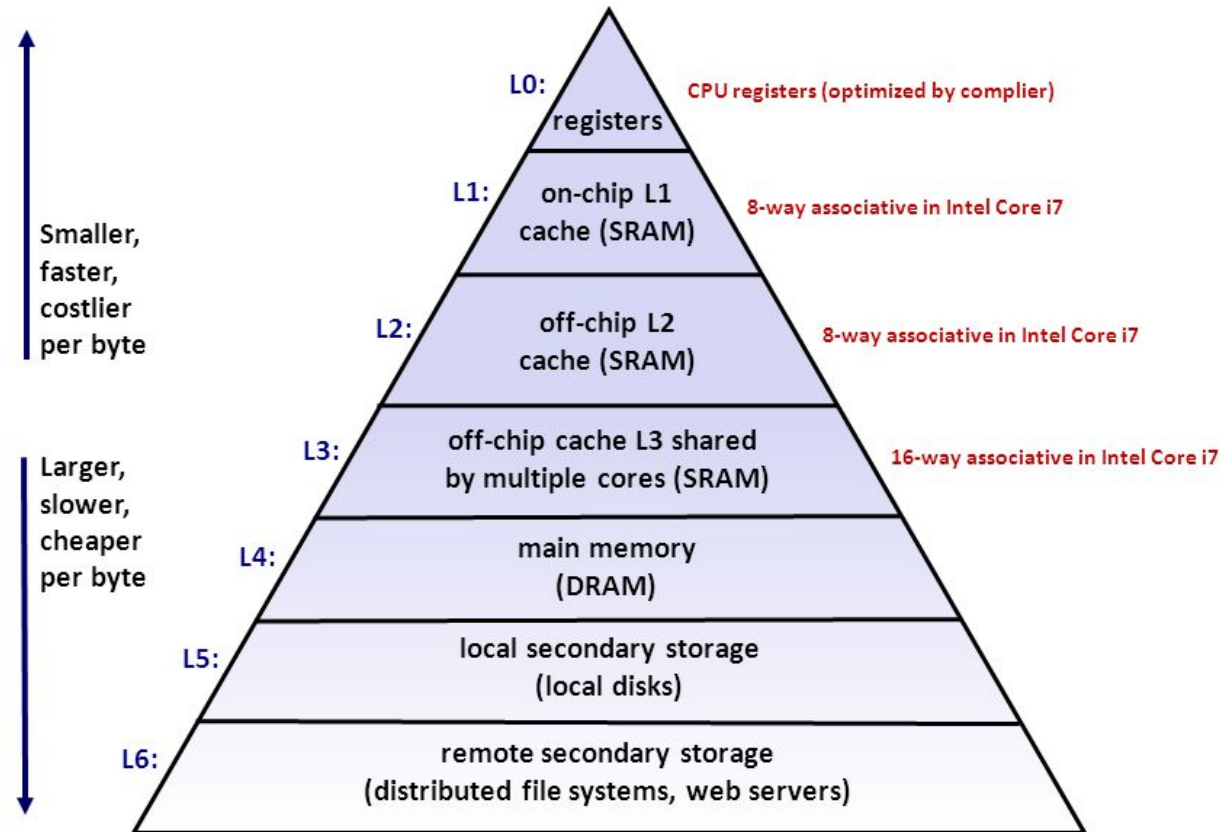 L0:
registers
CPU registers (optimized by complier)
L1:
on-chip L1
cache (SRAM)
8-way associative in Intel Core i7
Smaller,
faster,
costlier
per byte
L2:
off-chip L2
cache (SRAM)
8-way associative in Intel Core i7
L3:
off-chip cache L3 shared
by multiple cores (SRAM)
16-way associative in Intel Core i7
Larger,
slower,
cheaper
per byte
L4:
main memory
(DRAM)
L5:
local secondary storage
(local disks)
L6:
remote secondary storage
(distributed file systems, web servers)